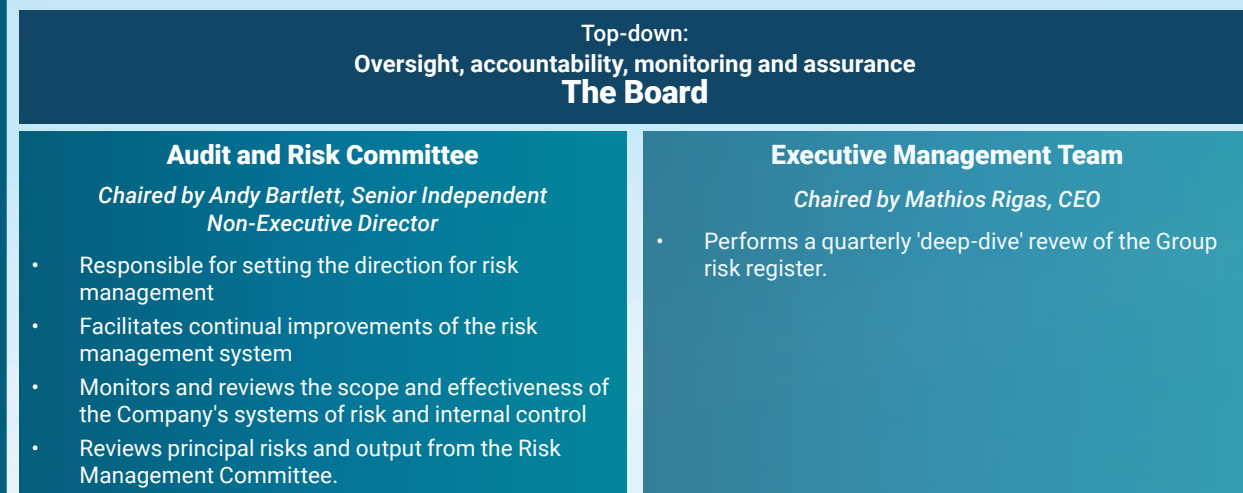 Top-down:
Oversight, accountability, monitoring and assurance
The Board
Audit and Risk Committee
Chaired by Andy Bartlett, Senior Independent
Non-Executive Director
• Responsible for setting the direction for risk
management
• Facilitates continual improvements of the risk
management system
• Monitors and reviews the scope and effectiveness of
the Company's systems of risk and internal control
• Reviews principal risks and output from the Risk
Management Committee.
Executive Management Team
Chaired by Mathios Rigas, CEO
• Performs a quarterly 'deep-dive' revew of the Group
risk register.